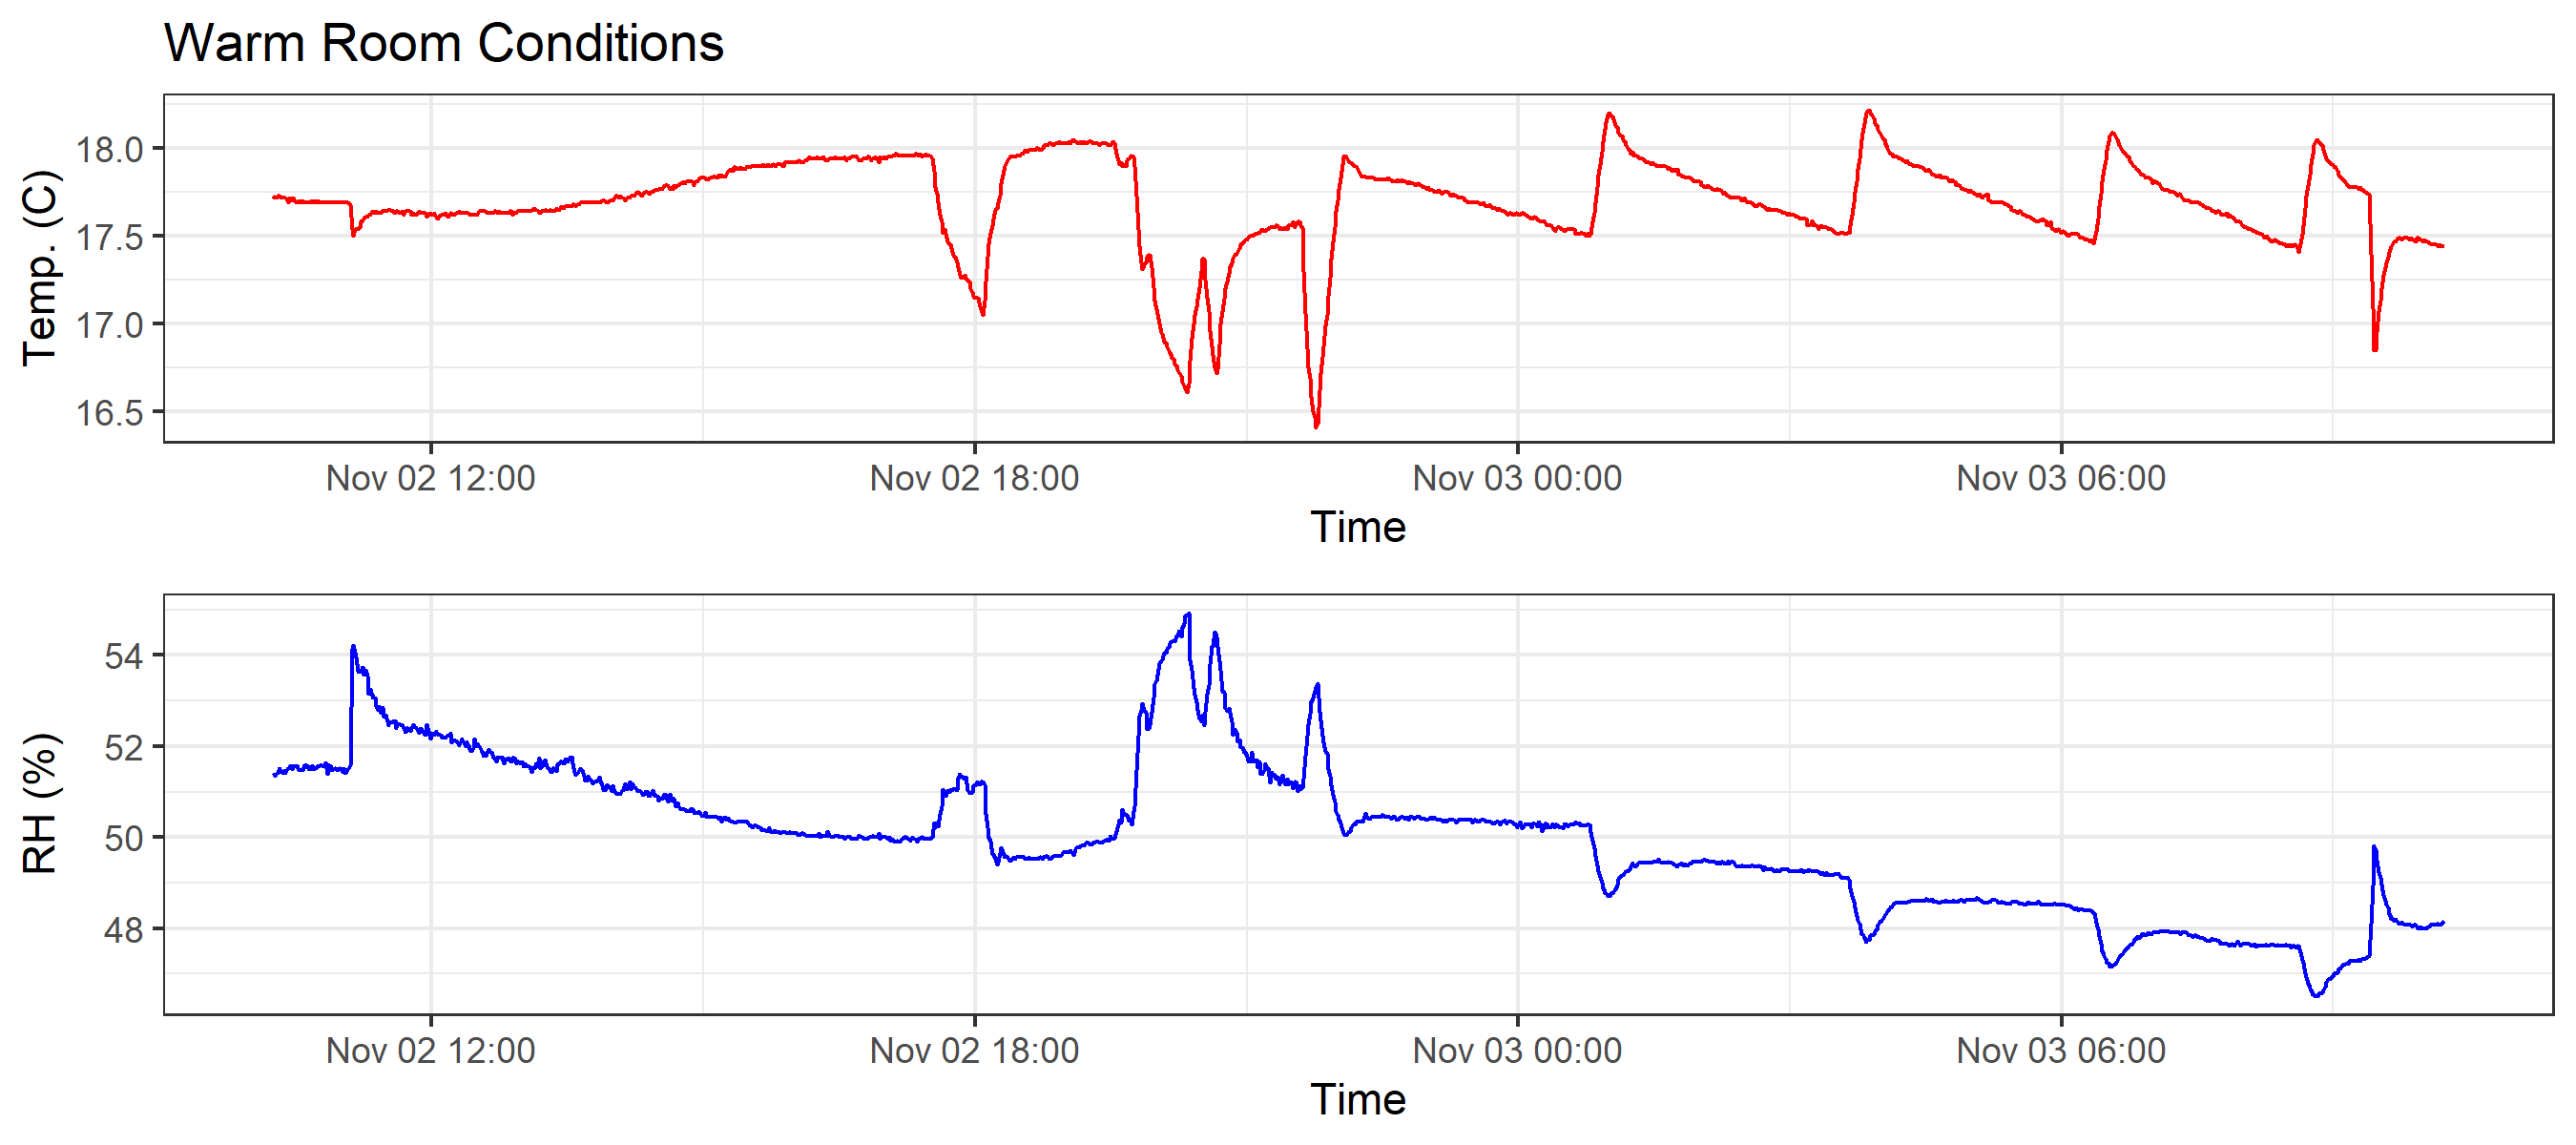 Warm Room Conditions
Temp. (C)
18.0
17.5
17.0
16.5
Nov 02 12:00 Nov 02 18:00 Nov 03 00:00 Nov 03 06:00
Time
RH (%)
54
52
50
48
Nov 02 12:00 Nov 02 18:00 Nov 03 00:00 Nov 03 06:00
Time